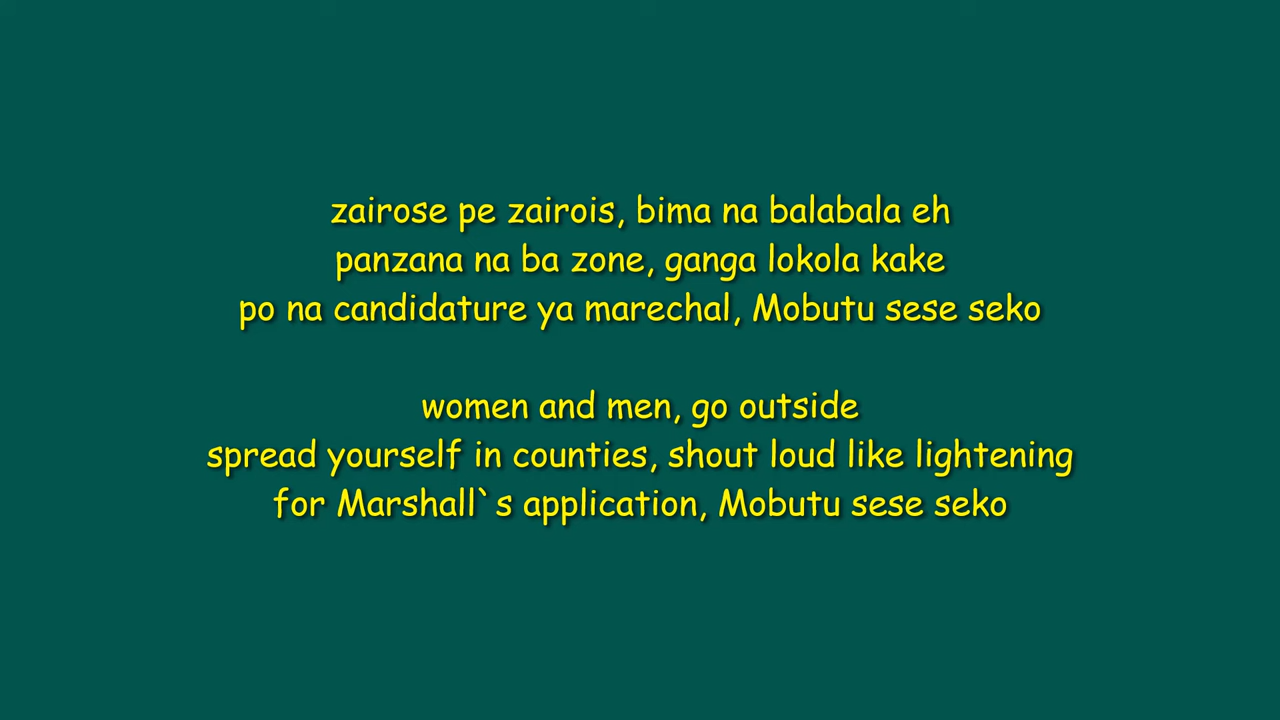 zairose pe zairois, bima na balabala eh
panzana na ba zone, ganga lokola kake
po na candidature ya marechal, Mobutu sese seko
women and men, go outside
spread yourself in counties, shout loud like lightening
for Marshall`s application, Mobutu sese seko